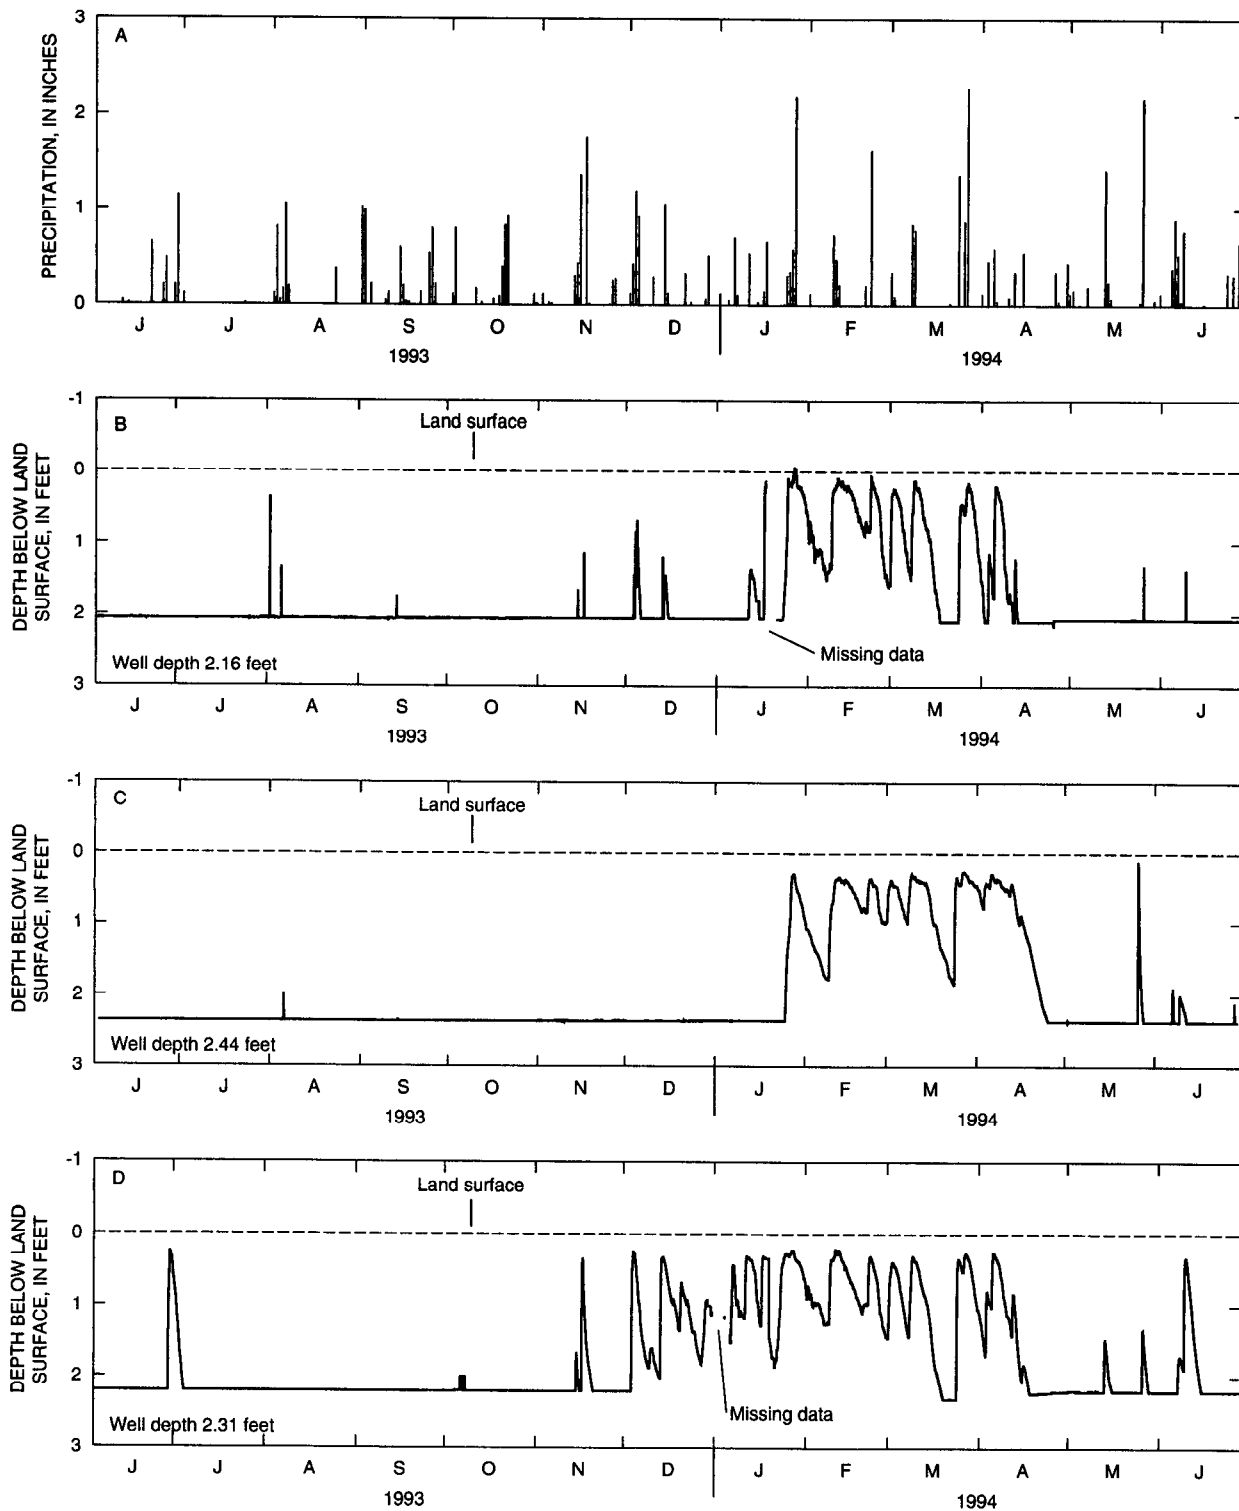 A
PRECIPITATION, IN INCHES
3
2
1
0
J J A S O N D J F M A M J
1993 1994
B
DEPTH BELOW LAND
SURFACE, IN FEET
-1
Land surface
0
1
2
Missing data
Well depth 2.16 feet
3
J J A S O N D J F M A M J
1993 1994
C
DEPTH BELOW LAND
SURFACE, IN FEET
-1
Land surface
0
1
2
Well depth 2.44 feet
3
J J A S O N D J F M A M J
1993 1994
D
DEPTH BELOW LAND
SURFACE, IN FEET
-1
Land surface
0
1
2
Missing data
Well depth 2.31 feet
3
J J A S O N D J F M A M J
1993 1994